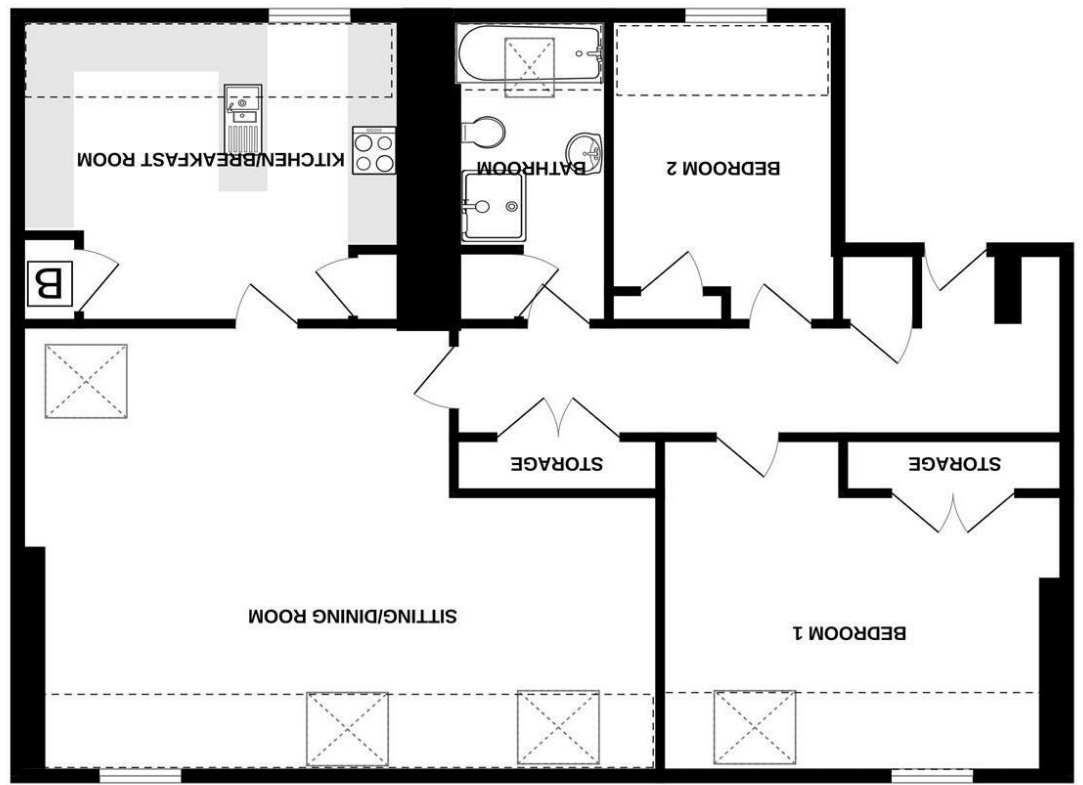 BEDROOM 1
SITTING/DINING ROOM
STORAGE
STORAGE
B
BEDROOM 2
BATHROOM
KITCHEN/BREAKFAST ROOM